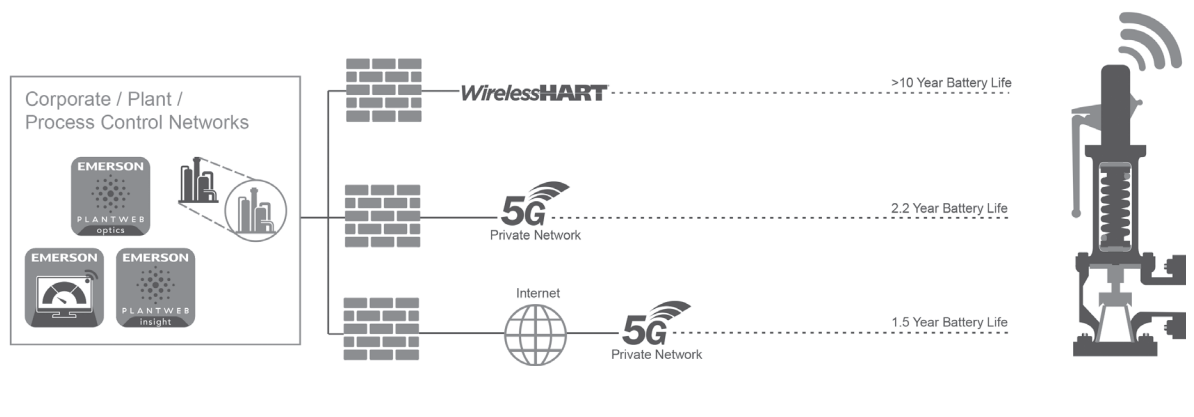 Corporate / Plant /
Process Control Networks
EMERSON
PLANTWEB
optics
EMERSON
EMERSON
PLANTWEB
insight
WirelessHART
>10 Year Battery Life
5G
Private Network
2.2 Year Battery Life
Internet
5G
Private Network
1.5 Year Battery Life